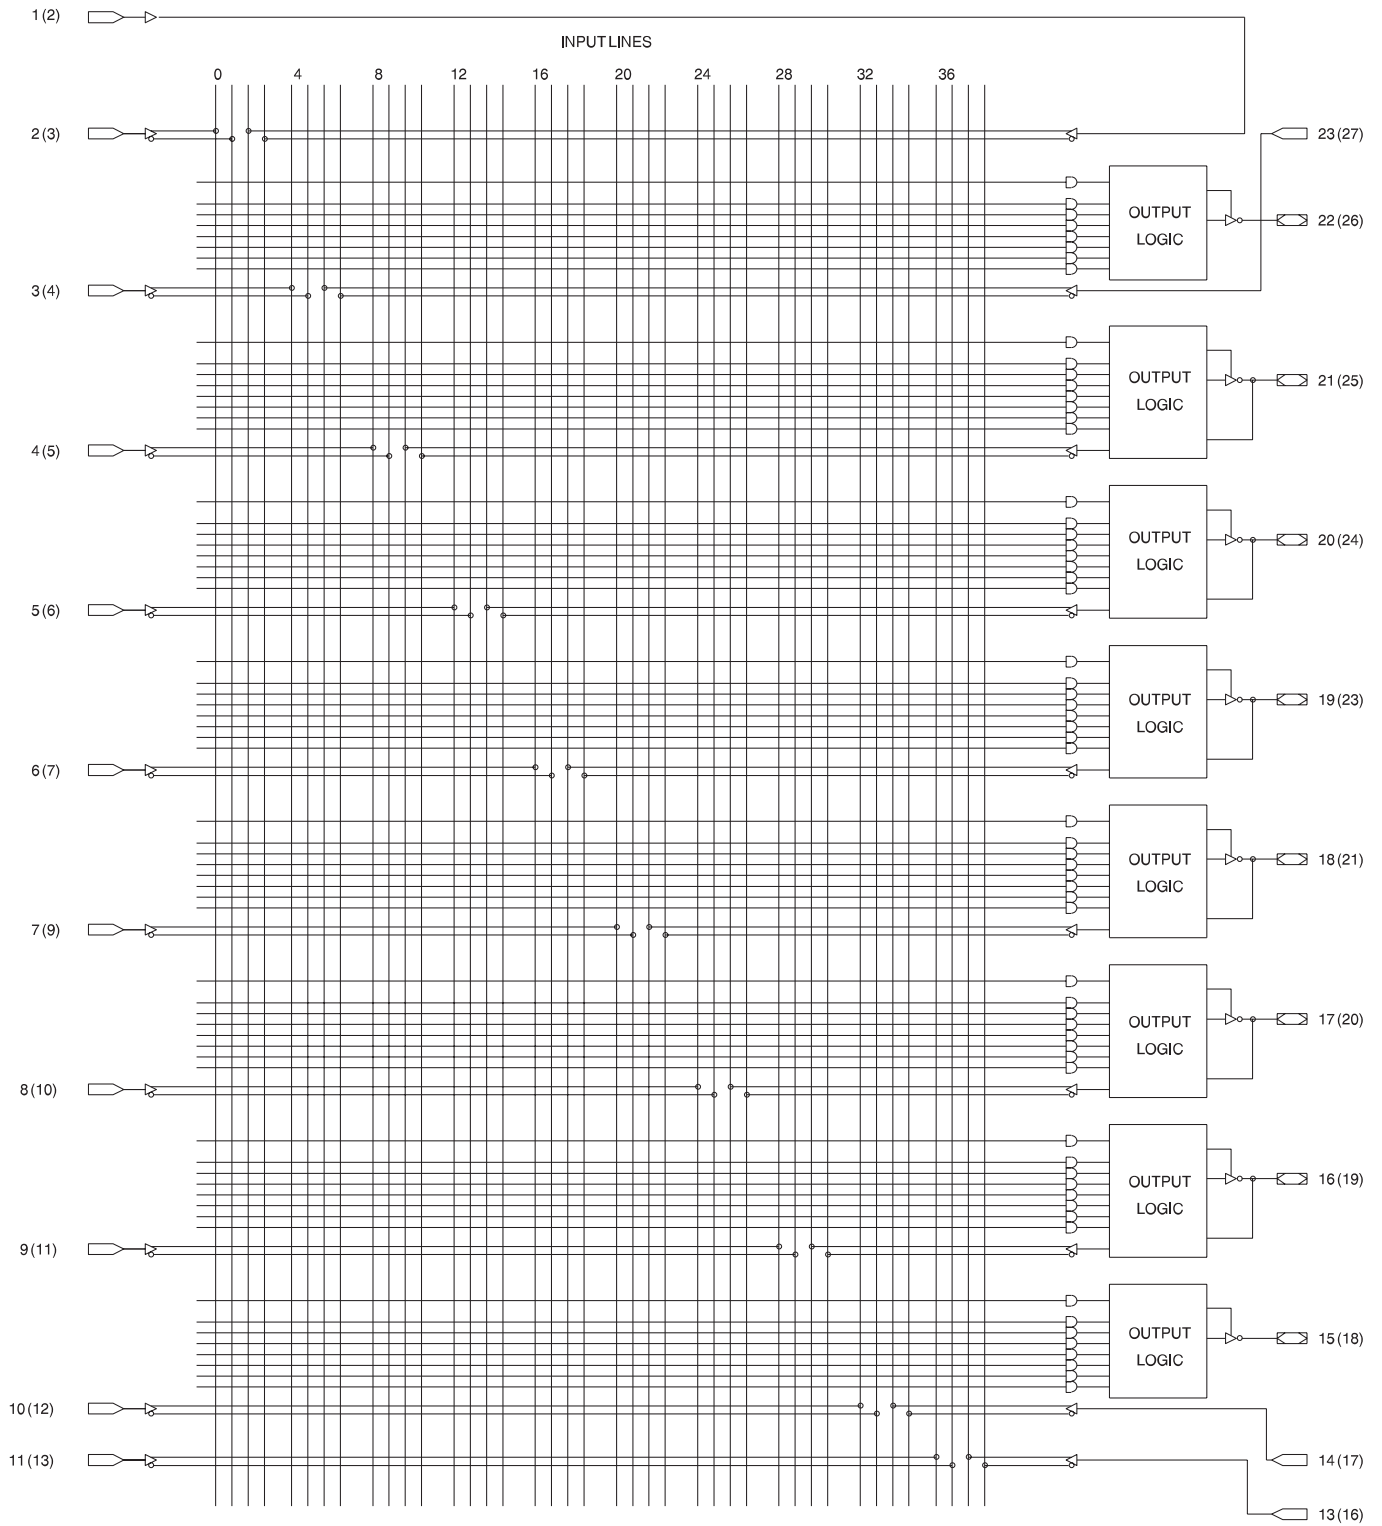 1 (2)
INPUT LINES
0 4 8 12 16 20 24 28 32 36
2 (3)
23 (27)
OUTPUT
LOGIC
22 (26)
3 (4)
OUTPUT
LOGIC
21 (25)
4 (5)
OUTPUT
LOGIC
20 (24)
5 (6)
OUTPUT
LOGIC
19 (23)
6 (7)
OUTPUT
LOGIC
18 (21)
7 (9)
OUTPUT
LOGIC
17 (20)
8 (10)
OUTPUT
LOGIC
16 (19)
9 (11)
OUTPUT
LOGIC
15 (18)
10 (12)
11 (13)
14 (17)
13 (16)